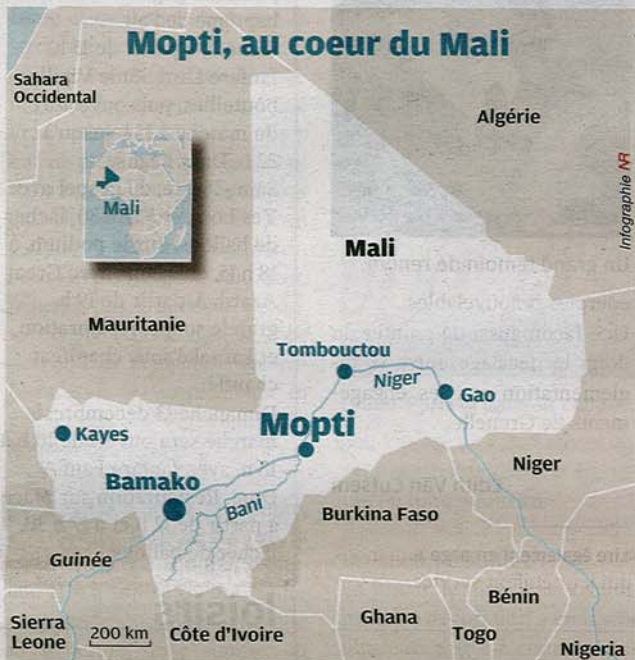 Mopti, au coeur du Mali
Sahara
Occidental
Algérie
Infographie NR
Mali
Mali
Mauritanie
Tombouctou
Niger
Gao
Kayes
Mopti
Niger
Bamako
Bani
Burkina Faso
Guinée
Bénin
Sierra
Leone
200 km
Côte d'Ivoire
Ghana
Togo
Nigeria